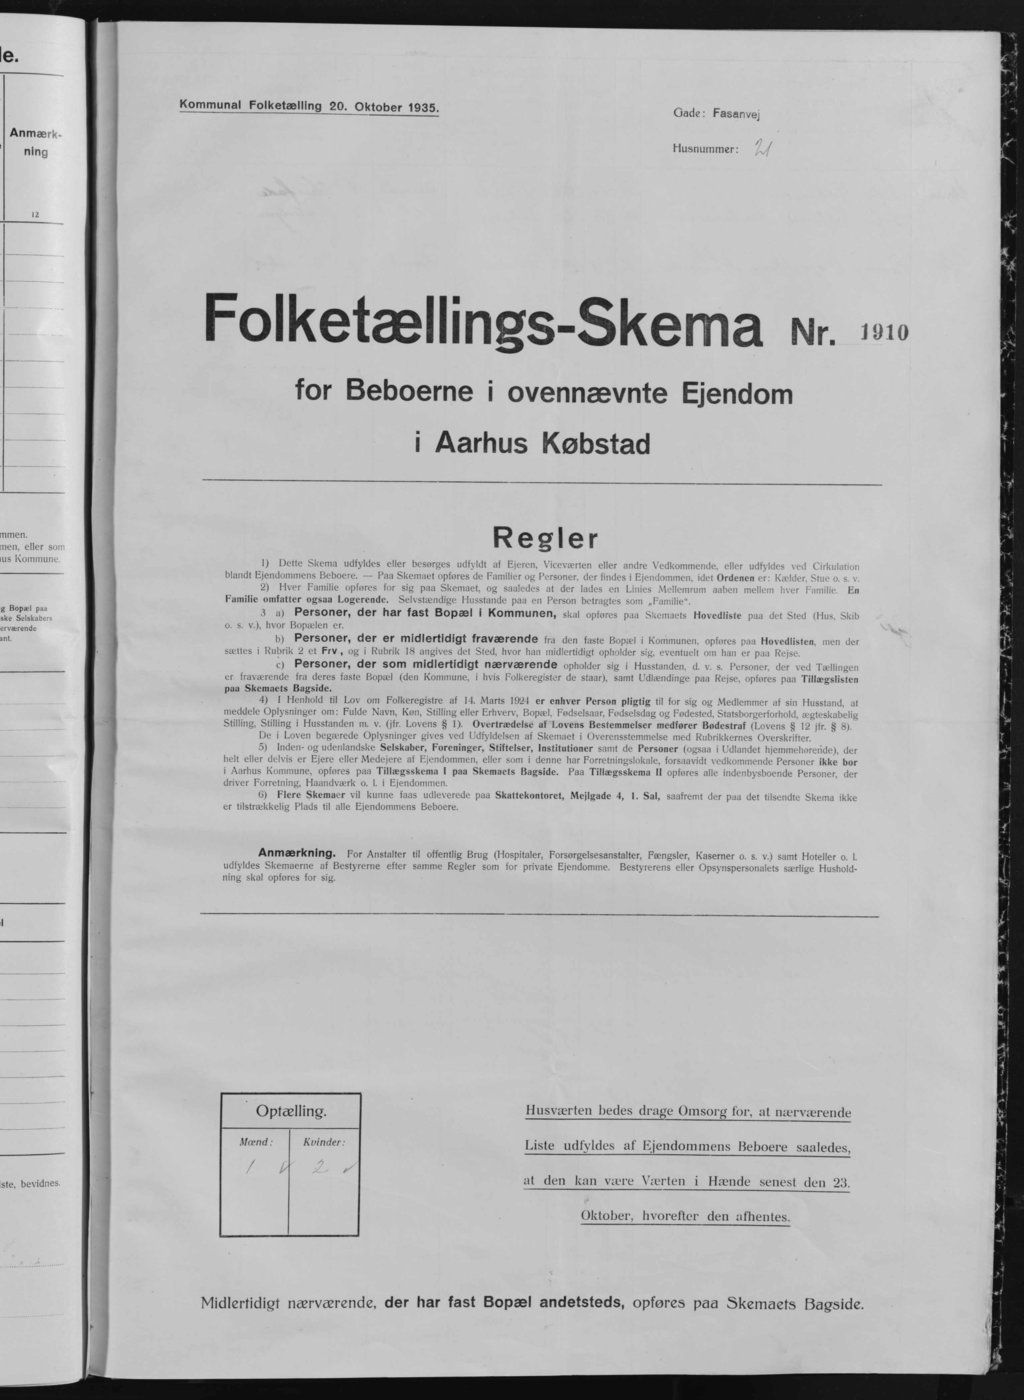 e.
Anmærk-
ning
12
mmen.
men, eller som
us Kommune.
g Bopæl paa
ske Selskabers
erværende
ant.
ste, bevidnes.
Kommunal Folketælling 20. Oktober 1935.
Gade: Fasanvej
Husnummer: 21
Folketællings-Skema Nr. 1910
for Beboerne i ovennævnte Ejendom
i Aarhus Købstad
Regler
1) Dette Skema udfyldes eller besørges udfyldt af Ejeren, Viceværten eller andre Vedkommende, eller udfyldes ved Cirkulation
blandt Ejendommens Beboere. — Paa Skemaet opføres de Familier og Personer, der findes i Ejendommen, idet Ordenen er: Kælder, Stue o. s. v.
2) Hver Familie opføres for sig paa Skemaet, og saaledes at der lades en Linies Mellemrum aaben mellem hver Familie. En
Familie omfatter ogsaa Logerende. Selvstændige Husstande paa en Person betragtes som „Familie“.
3 a) Personer, der har fast Bopæl i Kommunen, skal opføres paa Skemaets Hovedliste paa det Sted (Hus, Skib
o. s. v.), hvor Bopælen er.
b) Personer, der er midlertidigt fraværende fra den faste Bopæl i Kommunen, opføres paa Hovedlisten, men der
sættes i Rubrik 2 et Frv., og i Rubrik 18 angives det Sted, hvor han midlertidigt opholder sig, eventuelt om han er paa Rejse.
c) Personer, der som midlertidigt nærværende opholder sig i Husstanden, d. v. s. Personer, der ved Tællingen
er fraværende fra deres faste Bopæl (den Kommune, i hvis Folkeregister de staar), samt Udlændinge paa Rejse, opføres paa Tillægslisten
paa Skemaets Bagside.
4) I Henhold til Lov om Folkeregistre af 14. Marts 1924 er enhver Person pligtig til for sig og Medlemmer af sin Husstand, at
meddele Oplysninger om: Fulde Navn, Køn, Stilling eller Erhverv, Bopæl, Fødselsaar, Fødselsdag og Fødested, Statsborgerforhold, ægteskabelig
Stilling, Stilling i Husstanden m. v. (jfr. Lovens § 1). Overtrædelse af Lovens Bestemmelser medfører Bødestraf (Lovens § 12 jfr. § 8).
De i Loven begærede Oplysninger gives ved Udfyldelsen af Skemaet i Overensstemmelse med Rubrikkernes Overskrifter.
5) Inden- og udenlandske Selskaber, Foreninger, Stiftelser, Institutioner samt de Personer (ogsaa i Udlandet hjemmehørende), der
helt eller delvis er Ejere eller Medejere af Ejendommen, eller som i denne har Forretningslokale, forsaavidt vedkommende Personer ikke bor
i Aarhus Kommune, opføres paa Tillægsskema I paa Skemaets Bagside. Paa Tillægsskema II opføres alle indenbysboende Personer, der
driver Forretning, Haandværk o. l. i Ejendommen.
6) Flere Skemaer vil kunne faas udleverede paa Skattekontoret, Mejlgade 4, 1. Sal, saafremt der paa det tilsendte Skema ikke
er tilstrækkelig Plads til alle Ejendommens Beboere.
Anmærkning. For Anstalter til offentlig Brug (Hospitaler, Forsørgelsesanstalter, Fængsler, Kaserner o. s. v.) samt Hoteller o. l.
udfyldes Skemaerne af Bestyrerne efter samme Regler som for private Ejendomme. Bestyrerens eller Opsynspersonalets særlige Hushold-
ning skal opføres for sig.
Optælling.
Mænd: Kvinder:
1 2
Husværten bedes drage Omsorg for, at nærværende
Liste udfyldes af Ejendommens Beboere saaledes,
at den kan være Værten i Hænde senest den 23.
Oktober, hvorefter den afhentes.
Midlertidigt nærværende, der har fast Bopæl andetsteds, opføres paa Skemaets Bagside.